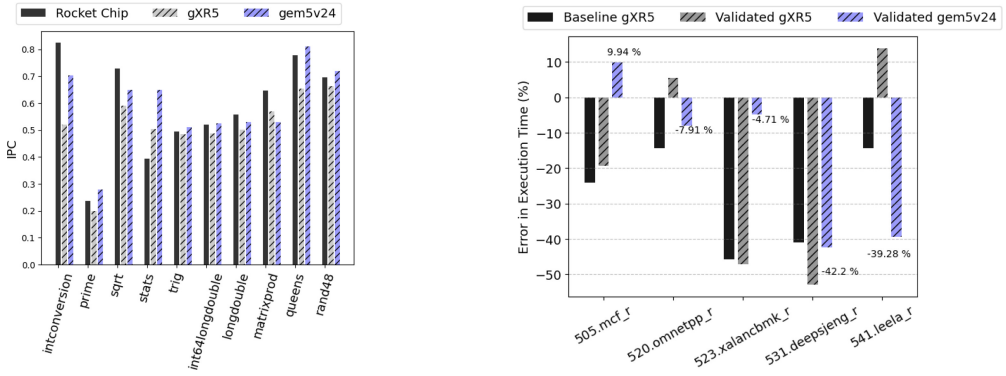 Rocket Chip gXR5 gem5v24
IPC
0.8
0.7
0.6
0.5
0.4
0.3
0.2
0.1
0.0
intconversion
prime
sqrt
stats
trig
int64longdouble
longdouble
matrixprod
queens
rand48
Baseline gXR5 Validated gXR5 Validated gem5v24
Error in Execution Time (%)
10
0
−10
−20
−30
−40
−50
9.94 %
-7.91 %
-4.71 %
-42.2 %
-39.28 %
505.mcf_r
520.omnetpp_r
523.xalancbmk_r
531.deepsjeng_r
541.leela_r